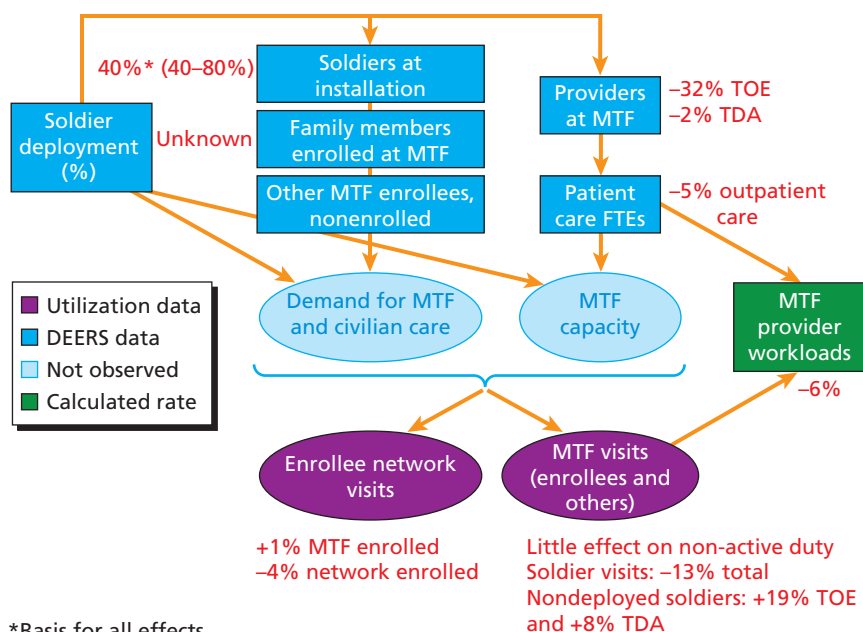 40%* (40–80%)
Soldiers at
installation
Providers
at MTF
–32% TOE
–2% TDA
Soldier
deployment
(%)
Unknown
Family members
enrolled at MTF
Other MTF enrollees,
nonenrolled
Patient
care FTEs
–5% outpatient
care
Utilization data
DEERS data
Not observed
Calculated rate
Demand for MTF
and civilian care
MTF
capacity
MTF
provider
workloads
–6%
Enrollee network
visits
MTF visits
(enrollees and
others)
+1% MTF enrolled
–4% network enrolled
Little effect on non-active duty
Soldier visits: –13% total
Nondeployed soldiers: +19% TOE
and +8% TDA
*Basis for all effects